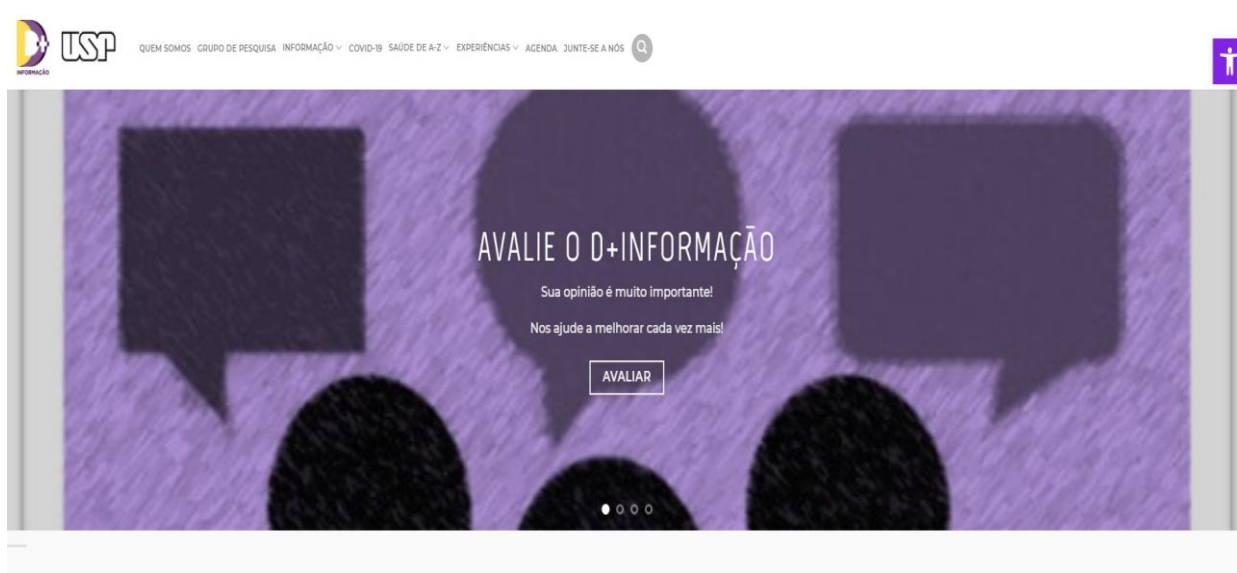 D+
INFORMAÇÃO
USP
QUEM SOMOS GRUPO DE PESQUISA INFORMAÇÃO COVID-19 SAÚDE DE A-Z EXPERIÊNCIAS AGENDA JUNTE-SE A NÓS
AVALIE O D+INFORMAÇÃO
Sua opinião é muito importante!
Nos ajude a melhorar cada vez mais!
AVALIAR